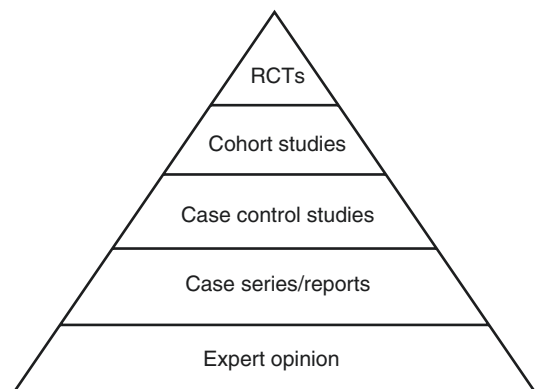 RCTs
Cohort studies
Case control studies
Case series/reports
Expert opinion